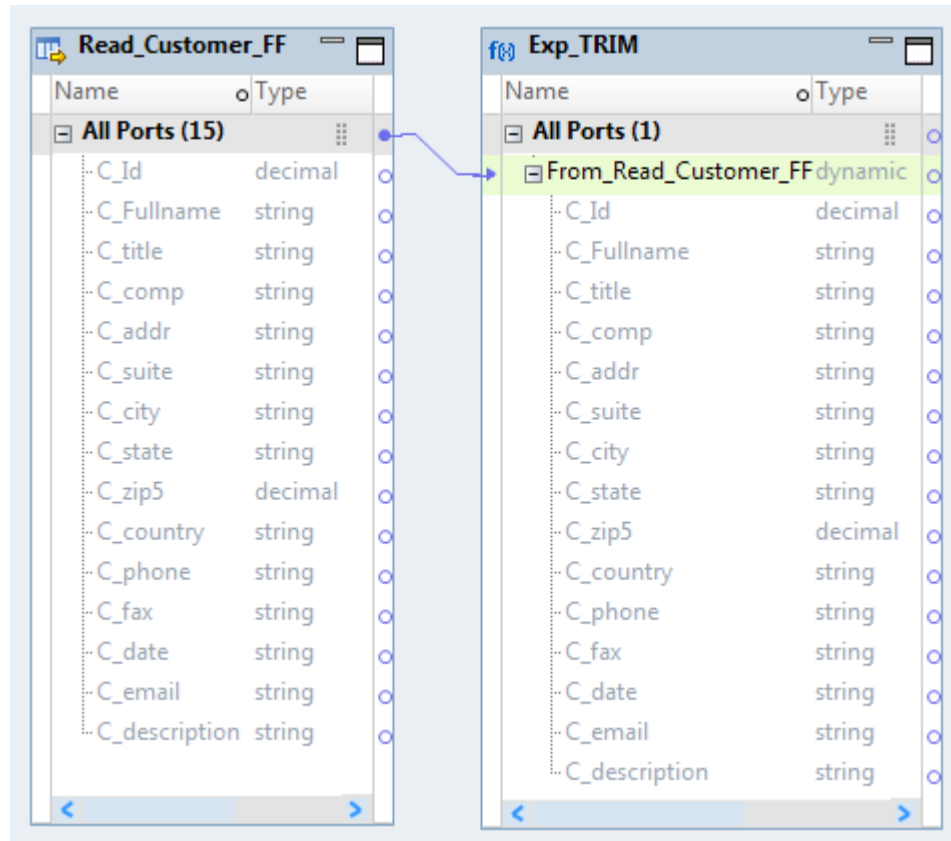 Read_Customer_FF
Name Type
All Ports (15)
C_Id decimal
C_Fullname string
C_title string
C_comp string
C_addr string
C_suite string
C_city string
C_state string
C_zip5 decimal
C_country string
C_phone string
C_fax string
C_date string
C_email string
C_description string
f(x) Exp_TRIM
Name Type
All Ports (1)
From_Read_Customer_FF dynamic
C_Id decimal
C_Fullname string
C_title string
C_comp string
C_addr string
C_suite string
C_city string
C_state string
C_zip5 decimal
C_country string
C_phone string
C_fax string
C_date string
C_email string
C_description string